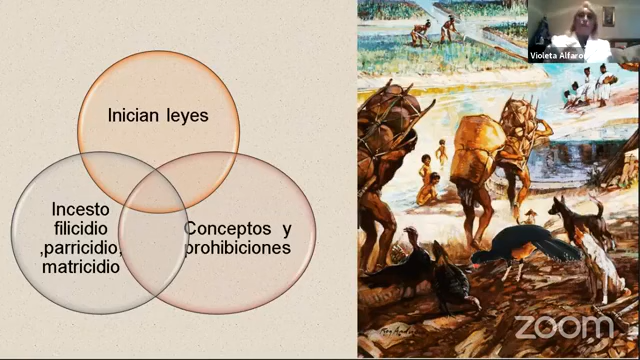 Violeta Alfaro
Inician leyes
Incesto
filicidio
,parricidio,
matricidio
Conceptos y
prohibiciones
zoom